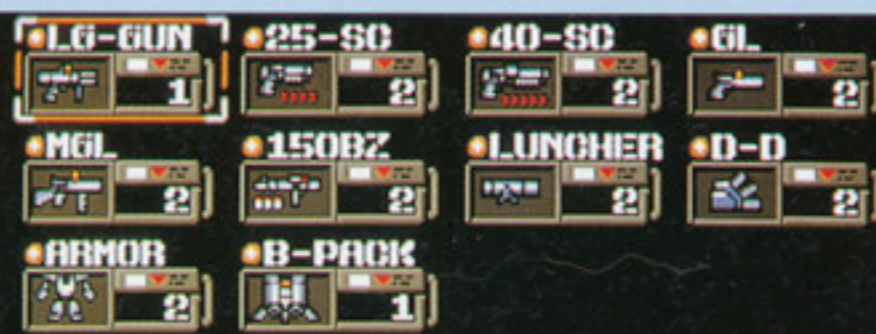 LG-GUN 25-SC 40-SC GL
1 2 2 2
MGL 150BZ LUNCHER D-D
2 2 2 2
ARMOR B-PACK
2 1